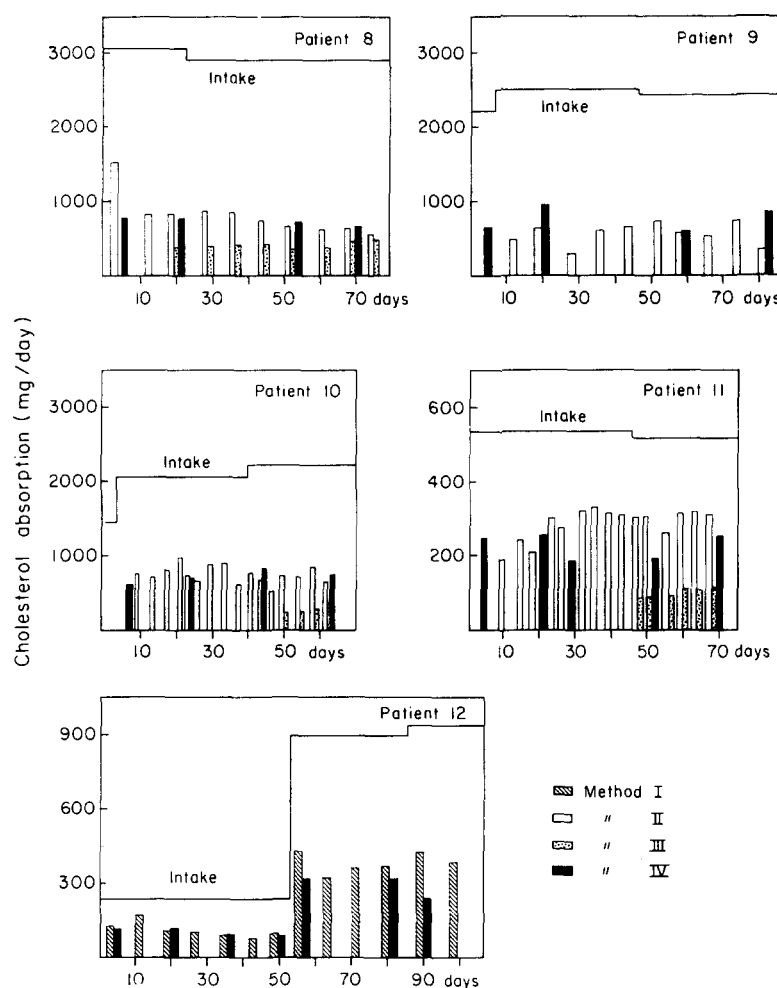 Cholesterol absorption (mg/day)
Patient 8
3000
2000
1000
Intake
10 30 50 70 days
Patient 9
3000
2000
1000
Intake
10 30 50 70 days
Patient 10
3000
2000
1000
Intake
10 30 50 days
Patient 11
600
400
200
Intake
10 30 50 70 days
Patient 12
900
600
300
Intake
10 30 50 70 90 days
Method I
" II
" III
" IV